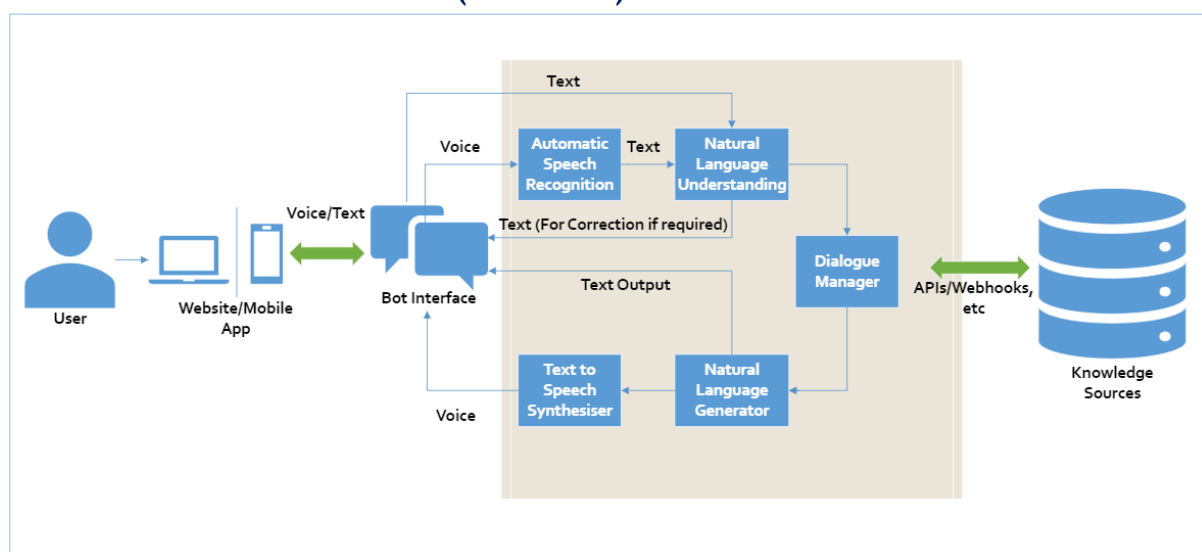 Text
Voice
Automatic
Speech
Recognition
Text
Natural
Language
Understanding
Voice/Text
Text (For Correction if required)
Dialogue
Manager
User
Website/Mobile
App
Bot Interface
Text Output
APIs/Webhooks,
etc
Text to
Speech
Synthesiser
Natural
Language
Generator
Voice
Knowledge
Sources